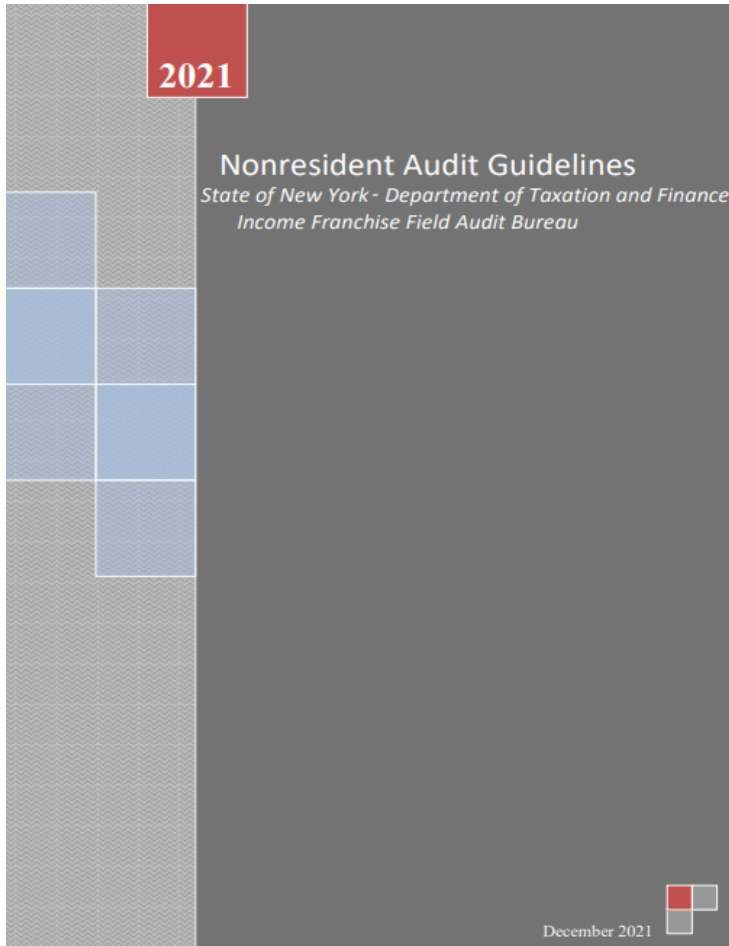 2021
Nonresident Audit Guidelines
State of New York - Department of Taxation and Finance
Income Franchise Field Audit Bureau
December 2021